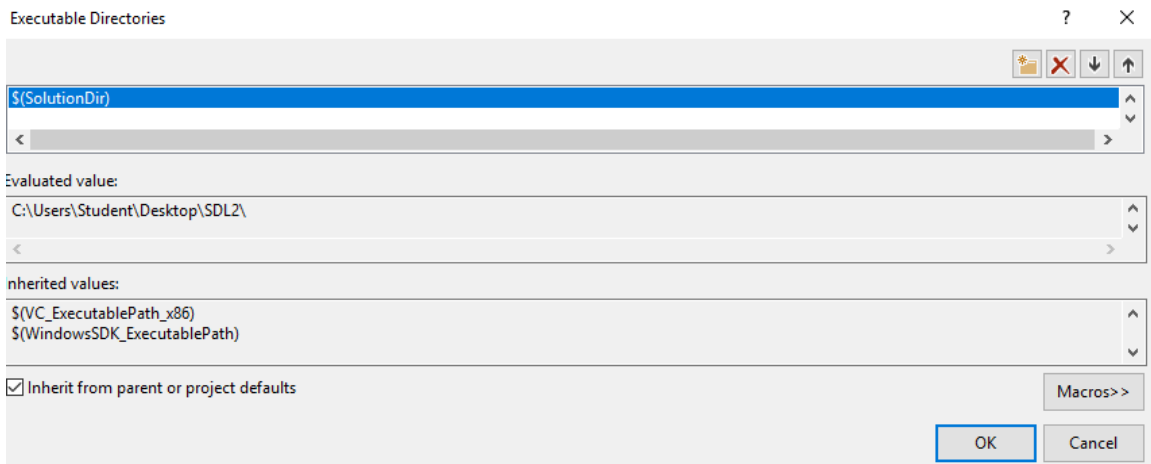 Executable Directories
$(SolutionDir)
Evaluated value:
C:\Users\Student\Desktop\SDL2\
nherited values:
$(VC_ExecutablePath_x86)
$(WindowsSDK_ExecutablePath)
Inherit from parent or project defaults
Macros>>
OK Cancel